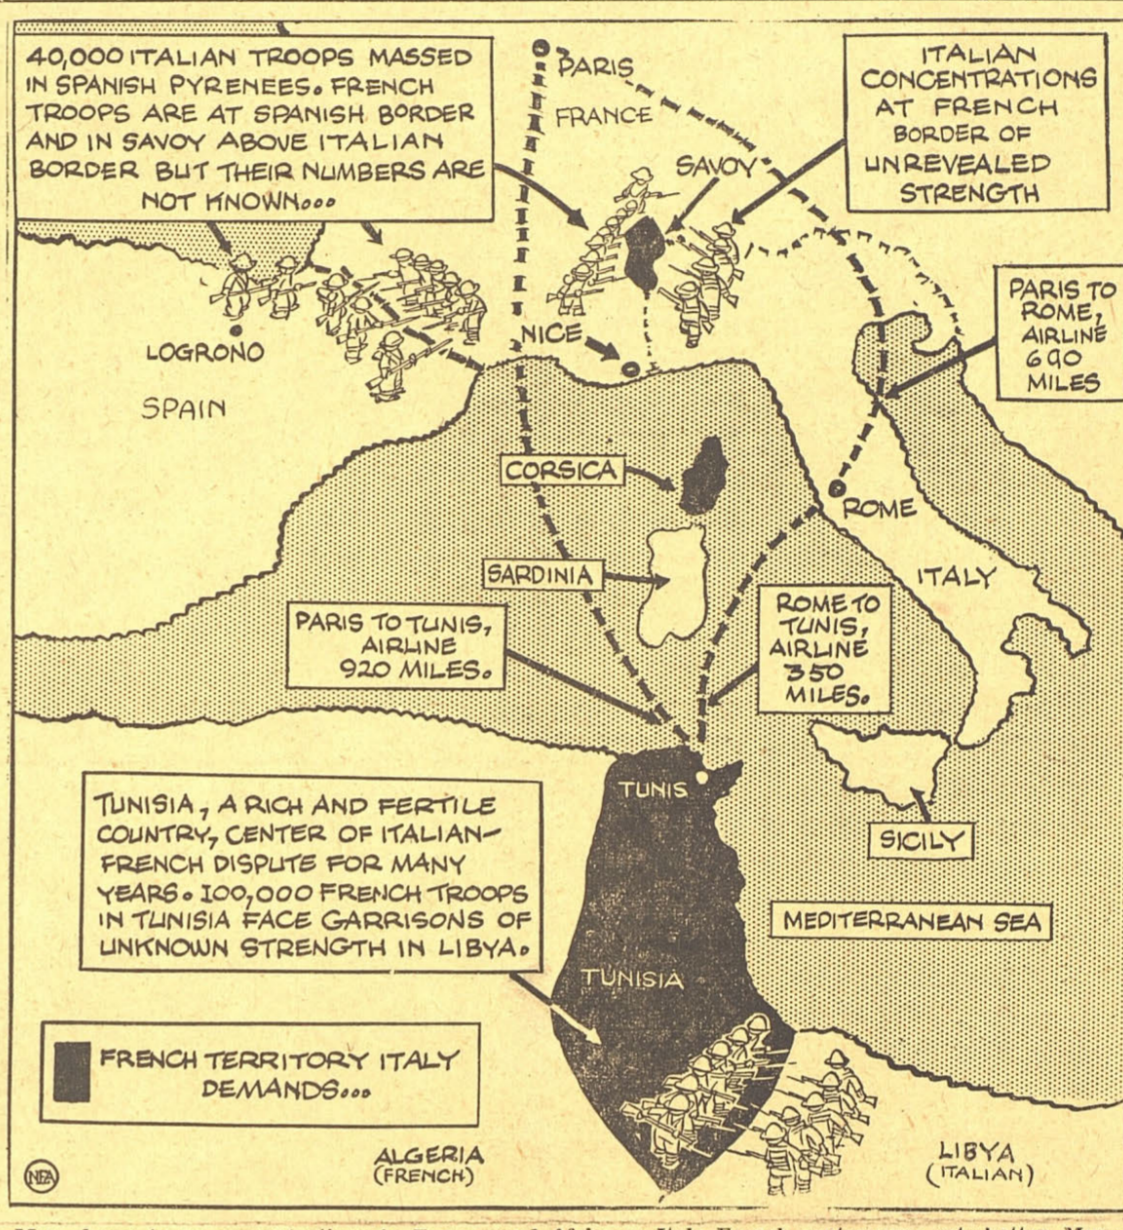 40,000 ITALIAN TROOPS MASSED
IN SPANISH PYRENEES. FRENCH
TROOPS ARE AT SPANISH BORDER
AND IN SAVOY ABOVE ITALIAN
BORDER BUT THEIR NUMBERS ARE
NOT KNOWN...
PARIS
FRANCE
SAVOY
ITALIAN
CONCENTRATIONS
AT FRENCH
BORDER OF
UNREVEALED
STRENGTH
PARIS TO
ROME,
AIRLINE
690
MILES
NICE
LOGRONO
SPAIN
CORSICA
ROME
SARDINIA
ITALY
PARIS TO TUNIS,
AIRLINE
920 MILES.
ROME TO
TUNIS,
AIRLINE
350
MILES.
TUNIS
SICILY
TUNISIA, A RICH AND FERTILE
COUNTRY, CENTER OF ITALIAN-
FRENCH DISPUTE FOR MANY
YEARS. 100,000 FRENCH TROOPS
IN TUNISIA FACE GARRISONS OF
UNKNOWN STRENGTH IN LIBYA.
MEDITERRANEAN SEA
TUNISIA
FRENCH TERRITORY ITALY
DEMANDS...
NEA
ALGERIA
(FRENCH)
LIBYA
(ITALIAN)